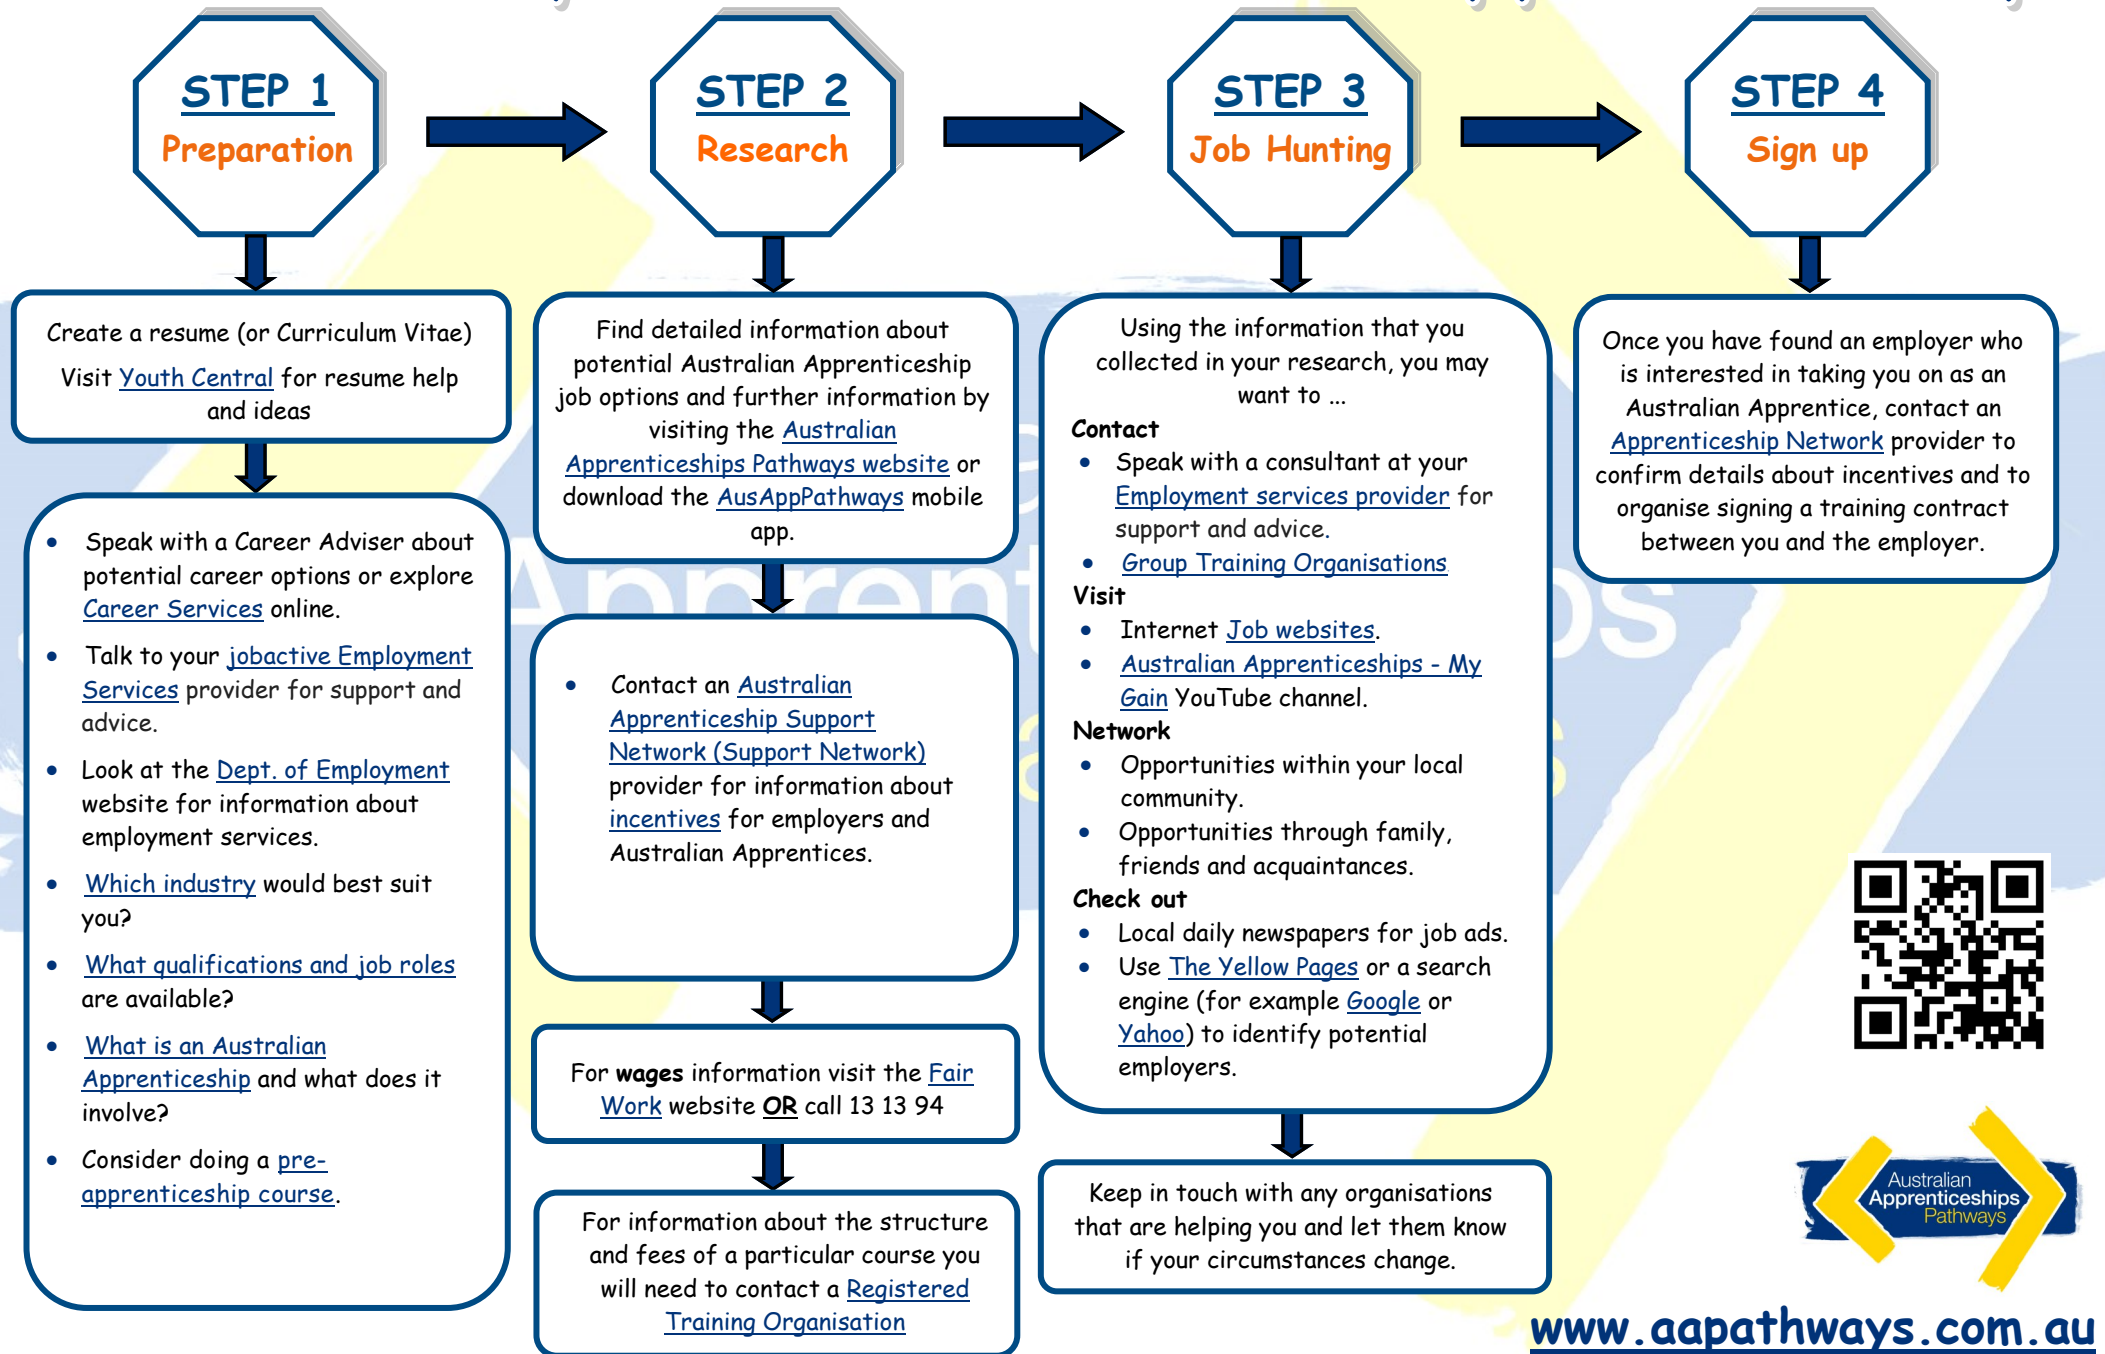 STEP 1
Preparation
STEP 2
Research
STEP 3
Job Hunting
STEP 4
Sign up
Create a resume (or Curriculum Vitae)
Visit Youth Central for resume help
and ideas
• Speak with a Career Adviser about
potential career options or explore
Career Services online.
• Talk to your jobactive Employment
Services provider for support and
advice.
• Look at the Dept. of Employment
website for information about
employment services.
• Which industry would best suit
you?
• What qualifications and job roles
are available?
• What is an Australian
Apprenticeship and what does it
involve?
• Consider doing a pre-
apprenticeship course.
Find detailed information about
potential Australian Apprenticeship
job options and further information by
visiting the Australian
Apprenticeships Pathways website or
download the AusAppPathways mobile
app.
• Contact an Australian
Apprenticeship Support
Network (Support Network)
provider for information about
incentives for employers and
Australian Apprentices.
For wages information visit the Fair
Work website OR call 13 13 94
For information about the structure
and fees of a particular course you
will need to contact a Registered
Training Organisation
Using the information that you
collected in your research, you may
want to ...
Contact
• Speak with a consultant at your
Employment services provider for
support and advice.
• Group Training Organisations
Visit
• Internet Job websites.
• Australian Apprenticeships - My
Gain YouTube channel.
Network
• Opportunities within your local
community.
• Opportunities through family,
friends and acquaintances.
Check out
• Local daily newspapers for job ads.
• Use The Yellow Pages or a search
engine (for example Google or
Yahoo) to identify potential
employers.
Keep in touch with any organisations
that are helping you and let them know
if your circumstances change.
Once you have found an employer who
is interested in taking you on as an
Australian Apprentice, contact an
Apprenticeship Network provider to
confirm details about incentives and to
organise signing a training contract
between you and the employer.
Australian
Apprenticeships
Pathways
www.aapathways.com.au